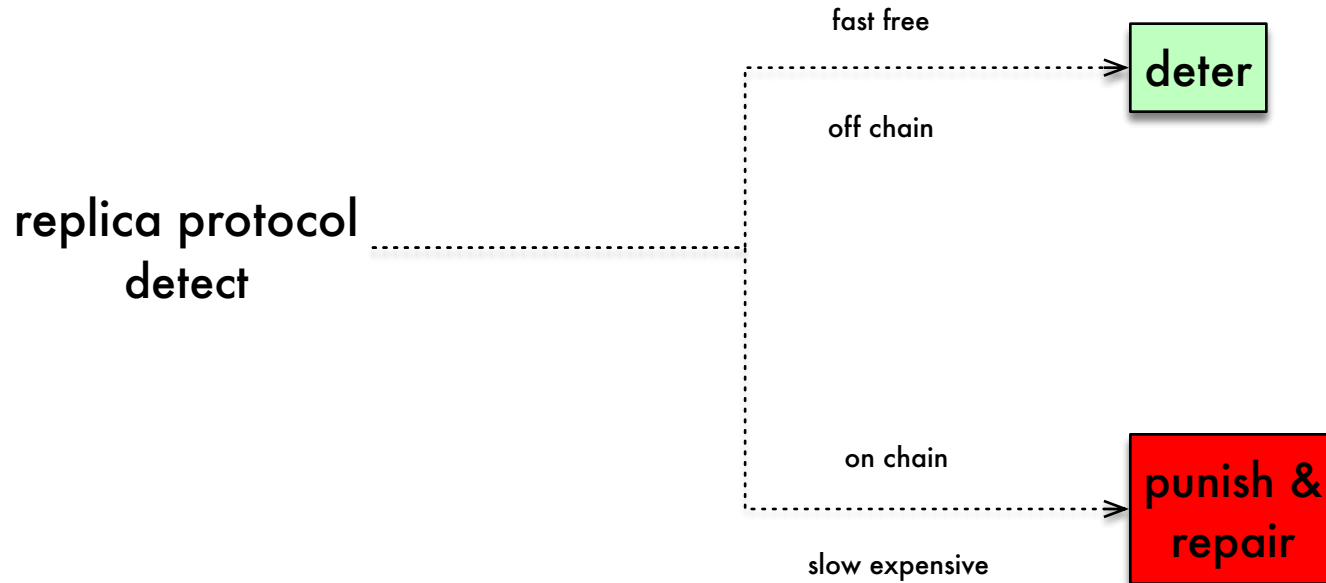 fast free
deter
off chain
replica protocol
detect
on chain
punish &
repair
slow expensive